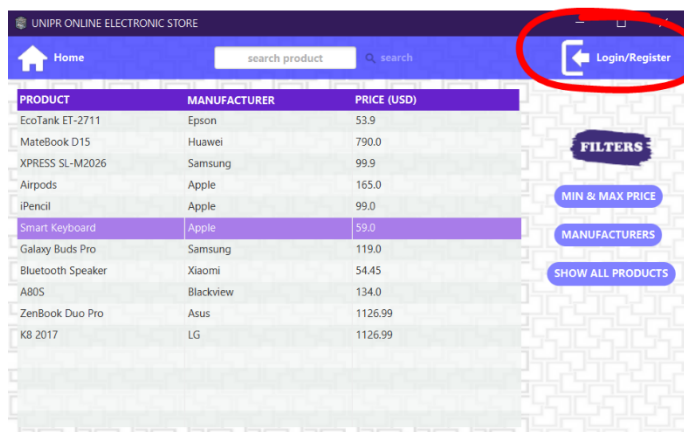 UNIPR ONLINE ELECTRONIC STORE
Home search product search Login/Register
PRODUCT MANUFACTURER PRICE (USD)
EcoTank ET-2711 Epson 53.9
MateBook D15 Huawei 790.0
XPRESS SL-M2026 Samsung 99.9
Airpods Apple 165.0
iPencil Apple 99.0
Smart Keyboard Apple 59.0
Galaxy Buds Pro Samsung 119.0
Bluetooth Speaker Xiaomi 54.45
A80S Blackview 134.0
ZenBook Duo Pro Asus 1126.99
K8 2017 LG 1126.99
FILTERS
MIN & MAX PRICE
MANUFACTURERS
SHOW ALL PRODUCTS